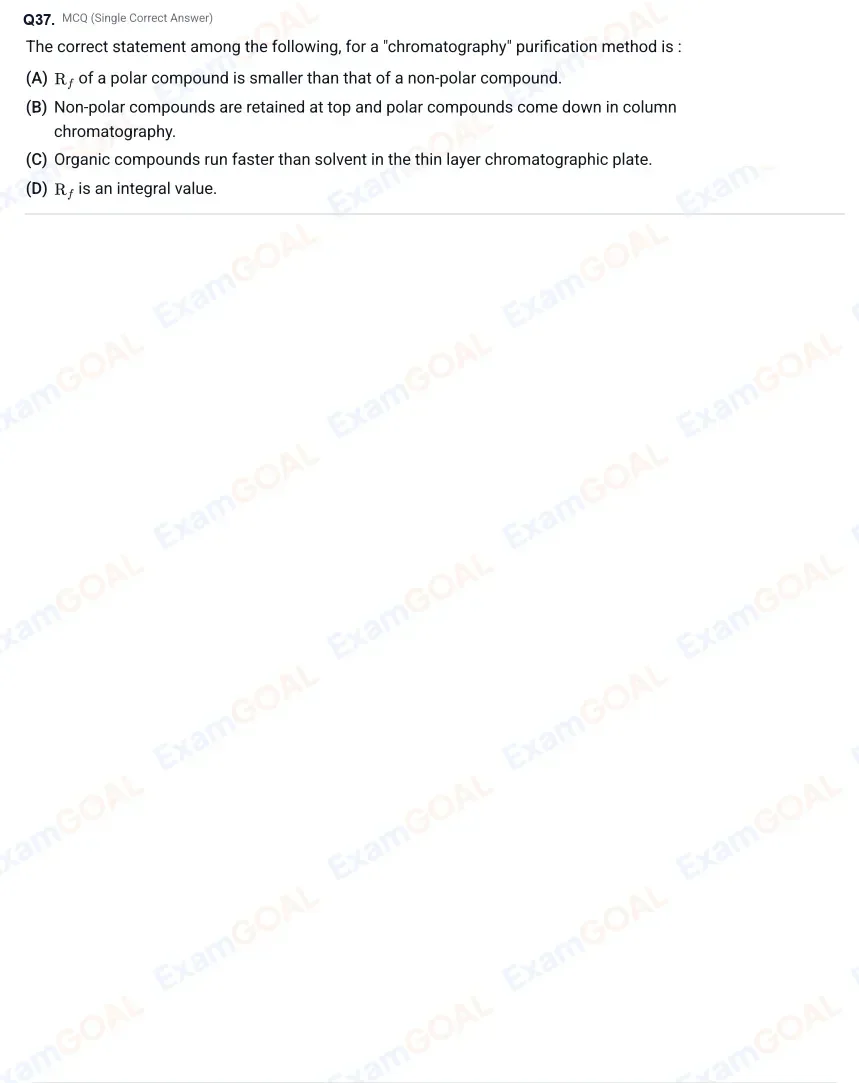 Q37. MCQ (Single Correct Answer)
The correct statement among the following, for a "chromatography" purification method is :
(A) R_f of a polar compound is smaller than that of a non-polar compound.
(B) Non-polar compounds are retained at top and polar compounds come down in column
chromatography.
(C) Organic compounds run faster than solvent in the thin layer chromatographic plate.
(D) R_f is an integral value.
ExamGOAL